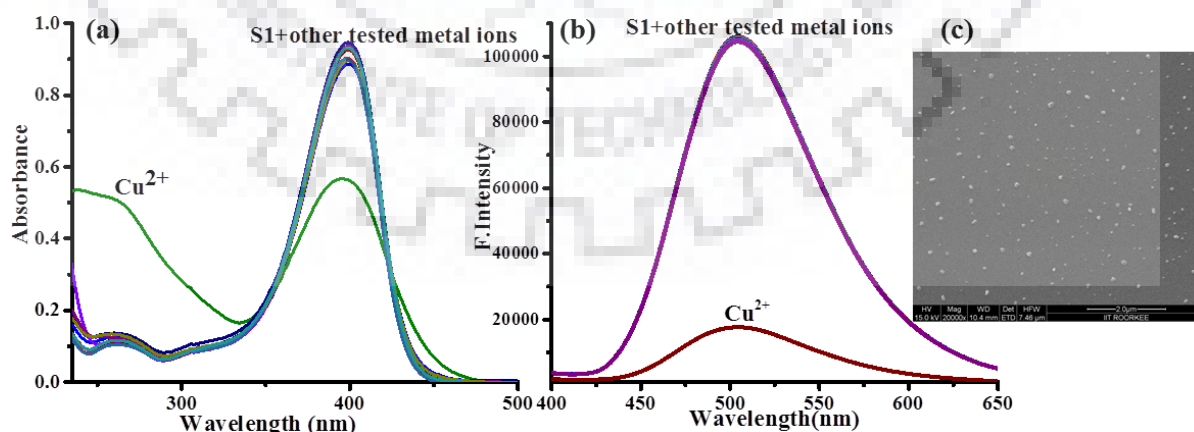 (a)
S1+other tested metal ions
1.0
0.8
0.6
0.4
0.2
0.0
Absorbance
Cu2+
300
400
500
Wavelength (nm)
(b)
S1+other tested metal ions
100000
80000
60000
40000
20000
F.Intensity
Cu2+
400
450
500
550
600
650
Wavelength(nm)
(c)
HV Mag WD Det HFW 2.0µm
15.0 kV 20000x 10.4 mm ETD 7.46 µm IIT ROORKEE